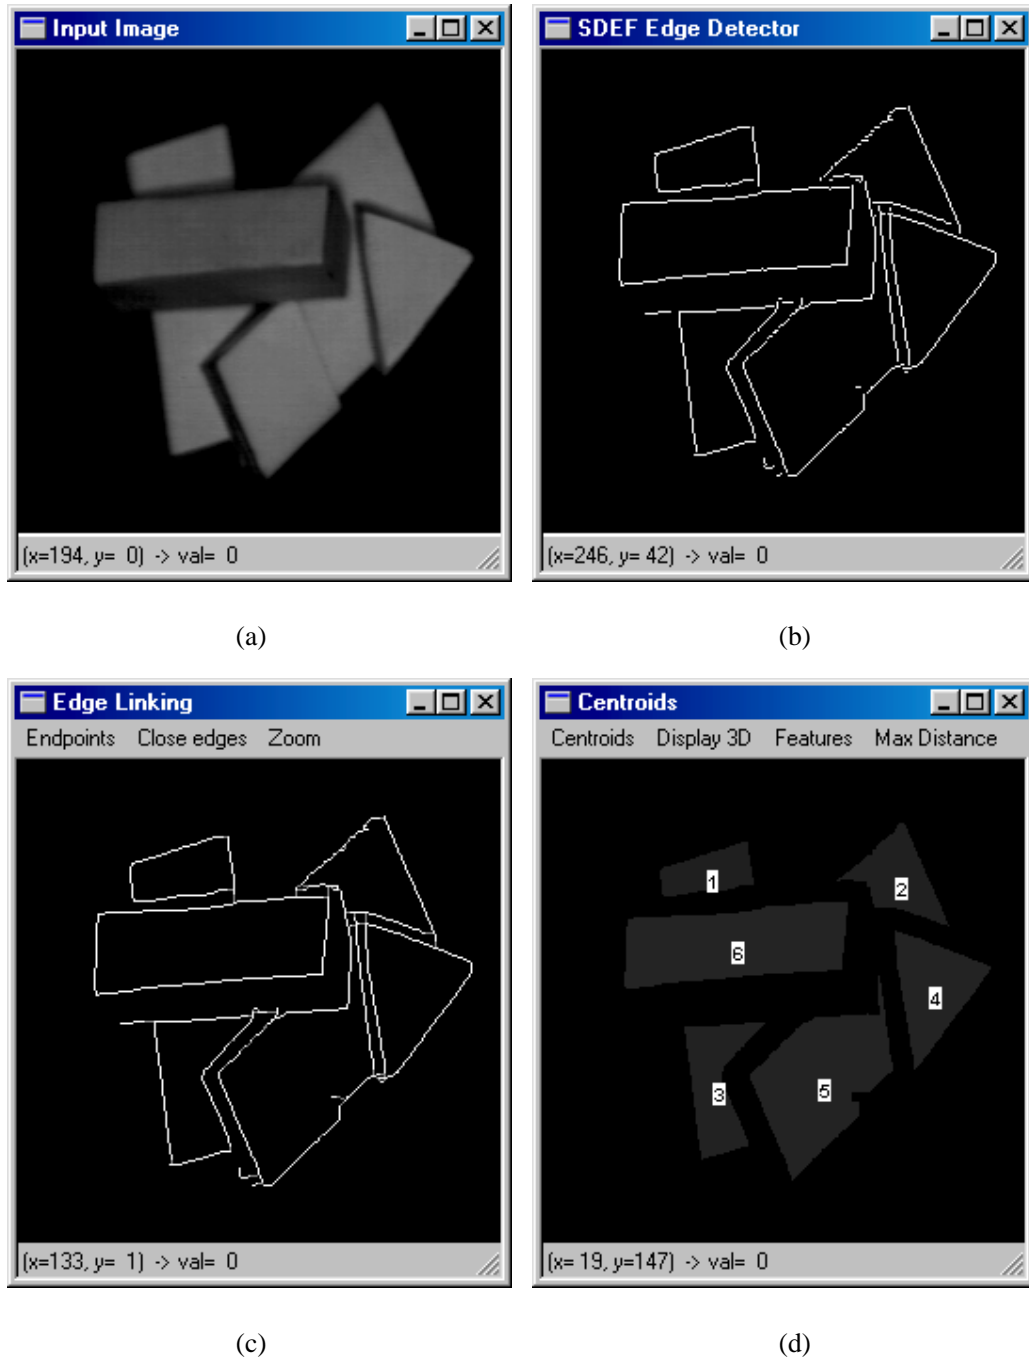 Input Image
SDEF Edge Detector
(x=194, y= 0) -> val= 0
(x=246, y= 42) -> val= 0
(a)
(b)
Edge Linking
Centroids
Endpoints Close edges Zoom
Centroids Display 3D Features Max Distance
1
2
6
4
3
5
(x=133, y= 1) -> val= 0
(x= 19, y=147) -> val= 0
(c)
(d)